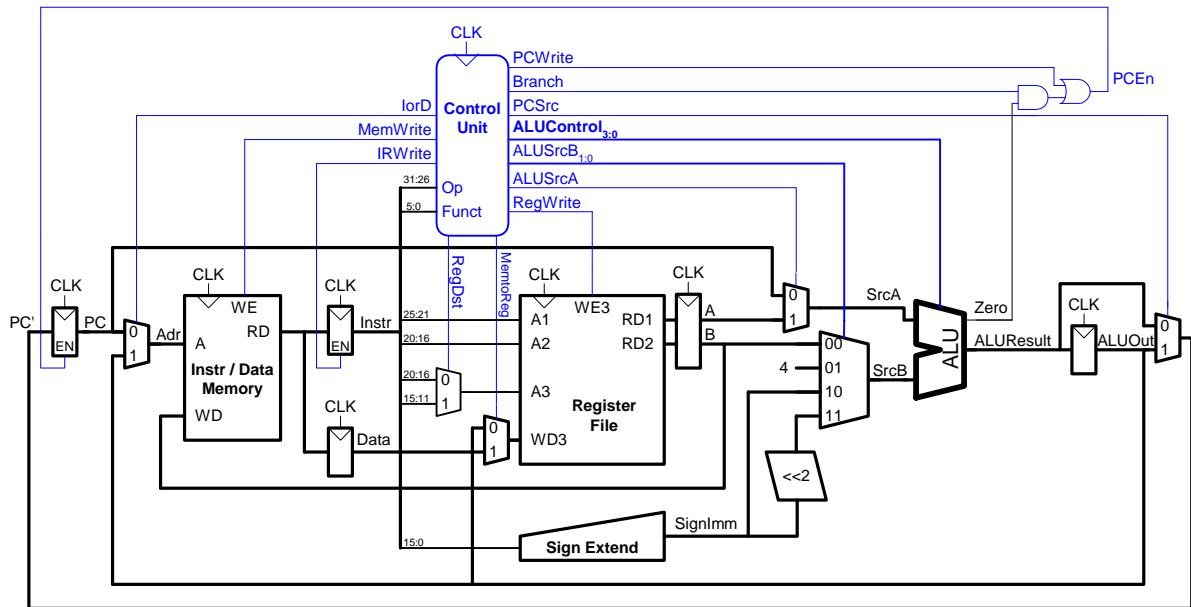 CLK
PCWrite
Branch
PCEn
IorD
Control
Unit
PCSrc
MemWrite
ALUControl3:0
IRWrite
ALUSrcB1:0
31:26
Op
ALUSrcA
5:0
Funct
RegWrite
RegDst
MemtoReg
CLK
CLK
CLK
CLK
CLK
CLK
PC'
PC
EN
0
1
Adr
WE
RD
A
Instr / Data
Memory
WD
EN
Instr
25:21
20:16
20:16
15:11
0
1
A1
A2
A3
WD3
WE3
RD1
RD2
Register
File
A
B
0
1
SrcA
00
4
01
10
11
SrcB
ALU
Zero
ALUResult
ALUOut
0
1
CLK
Data
0
1
<<2
15:0
Sign Extend
SignImm